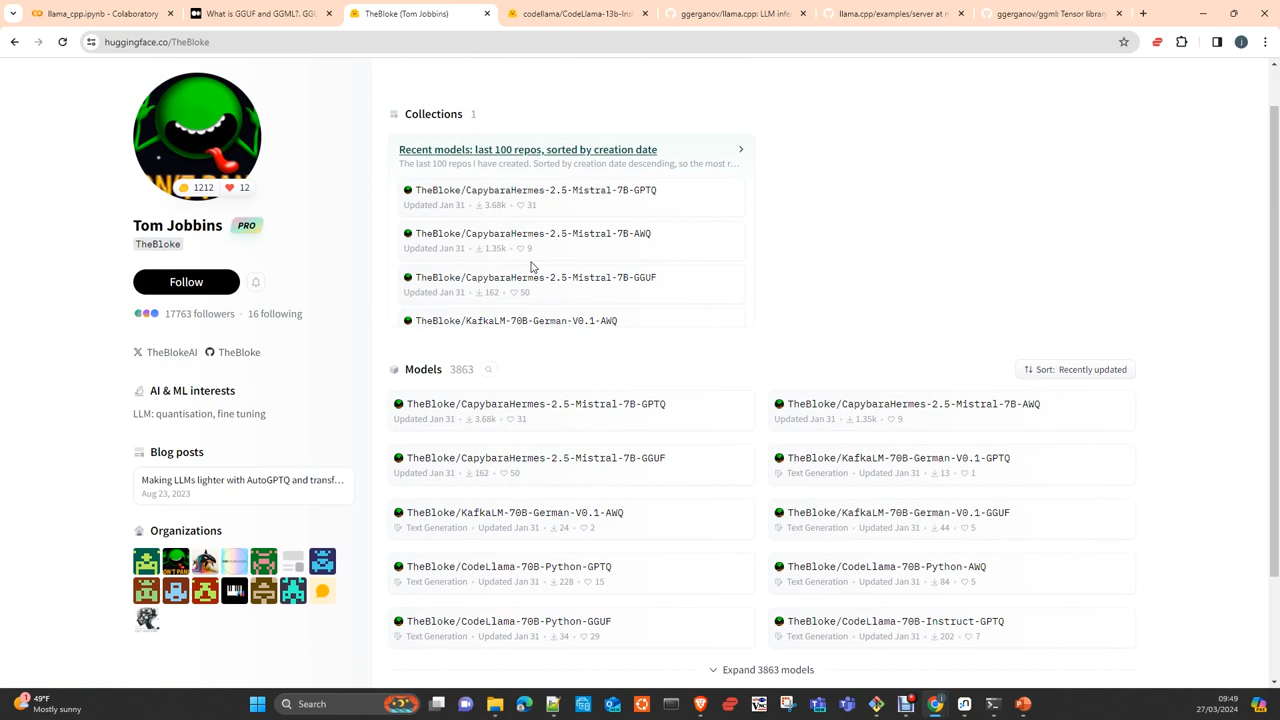 llama_cpp.ipynb - Colaboratory
What is GGUF and GGML?. GGU
TheBloke (Tom Jobbins)
codellama/CodeLlama-13b-Ins
ggerganov/llama.cpp: LLM infe
llama.cpp/examples/server at m
ggerganov/ggml: Tensor library
huggingface.co/TheBloke
DON'T PANIC
1212
12
Tom Jobbins PRO
TheBloke
Follow
17763 followers • 16 following
TheBlokeAI TheBloke
AI & ML interests
LLM: quantisation, fine tuning
Blog posts
Making LLMs lighter with AutoGPTQ and transf…
Aug 23, 2023
Organizations
Collections 1
Recent models: last 100 repos, sorted by creation date
The last 100 repos I have created. Sorted by creation date descending, so the most r…
TheBloke/CapybaraHermes-2.5-Mistral-7B-GPTQ
Updated Jan 31 • 3.68k • 31
TheBloke/CapybaraHermes-2.5-Mistral-7B-AWQ
Updated Jan 31 • 1.35k • 9
TheBloke/CapybaraHermes-2.5-Mistral-7B-GGUF
Updated Jan 31 • 162 • 50
TheBloke/KafkaLM-70B-German-V0.1-AWQ
Models 3863
Sort: Recently updated
TheBloke/CapybaraHermes-2.5-Mistral-7B-GPTQ
Updated Jan 31 • 3.68k • 31
TheBloke/CapybaraHermes-2.5-Mistral-7B-AWQ
Updated Jan 31 • 1.35k • 9
TheBloke/CapybaraHermes-2.5-Mistral-7B-GGUF
Updated Jan 31 • 162 • 50
TheBloke/KafkaLM-70B-German-V0.1-GPTQ
Text Generation • Updated Jan 31 • 13 • 1
TheBloke/KafkaLM-70B-German-V0.1-AWQ
Text Generation • Updated Jan 31 • 24 • 2
TheBloke/KafkaLM-70B-German-V0.1-GGUF
Text Generation • Updated Jan 31 • 44 • 5
TheBloke/CodeLlama-70B-Python-GPTQ
Text Generation • Updated Jan 31 • 228 • 15
TheBloke/CodeLlama-70B-Python-AWQ
Text Generation • Updated Jan 31 • 84 • 5
TheBloke/CodeLlama-70B-Python-GGUF
Text Generation • Updated Jan 31 • 34 • 29
TheBloke/CodeLlama-70B-Instruct-GPTQ
Text Generation • Updated Jan 31 • 202 • 7
Expand 3863 models
49°F
Mostly sunny
Search
09:49
27/03/2024